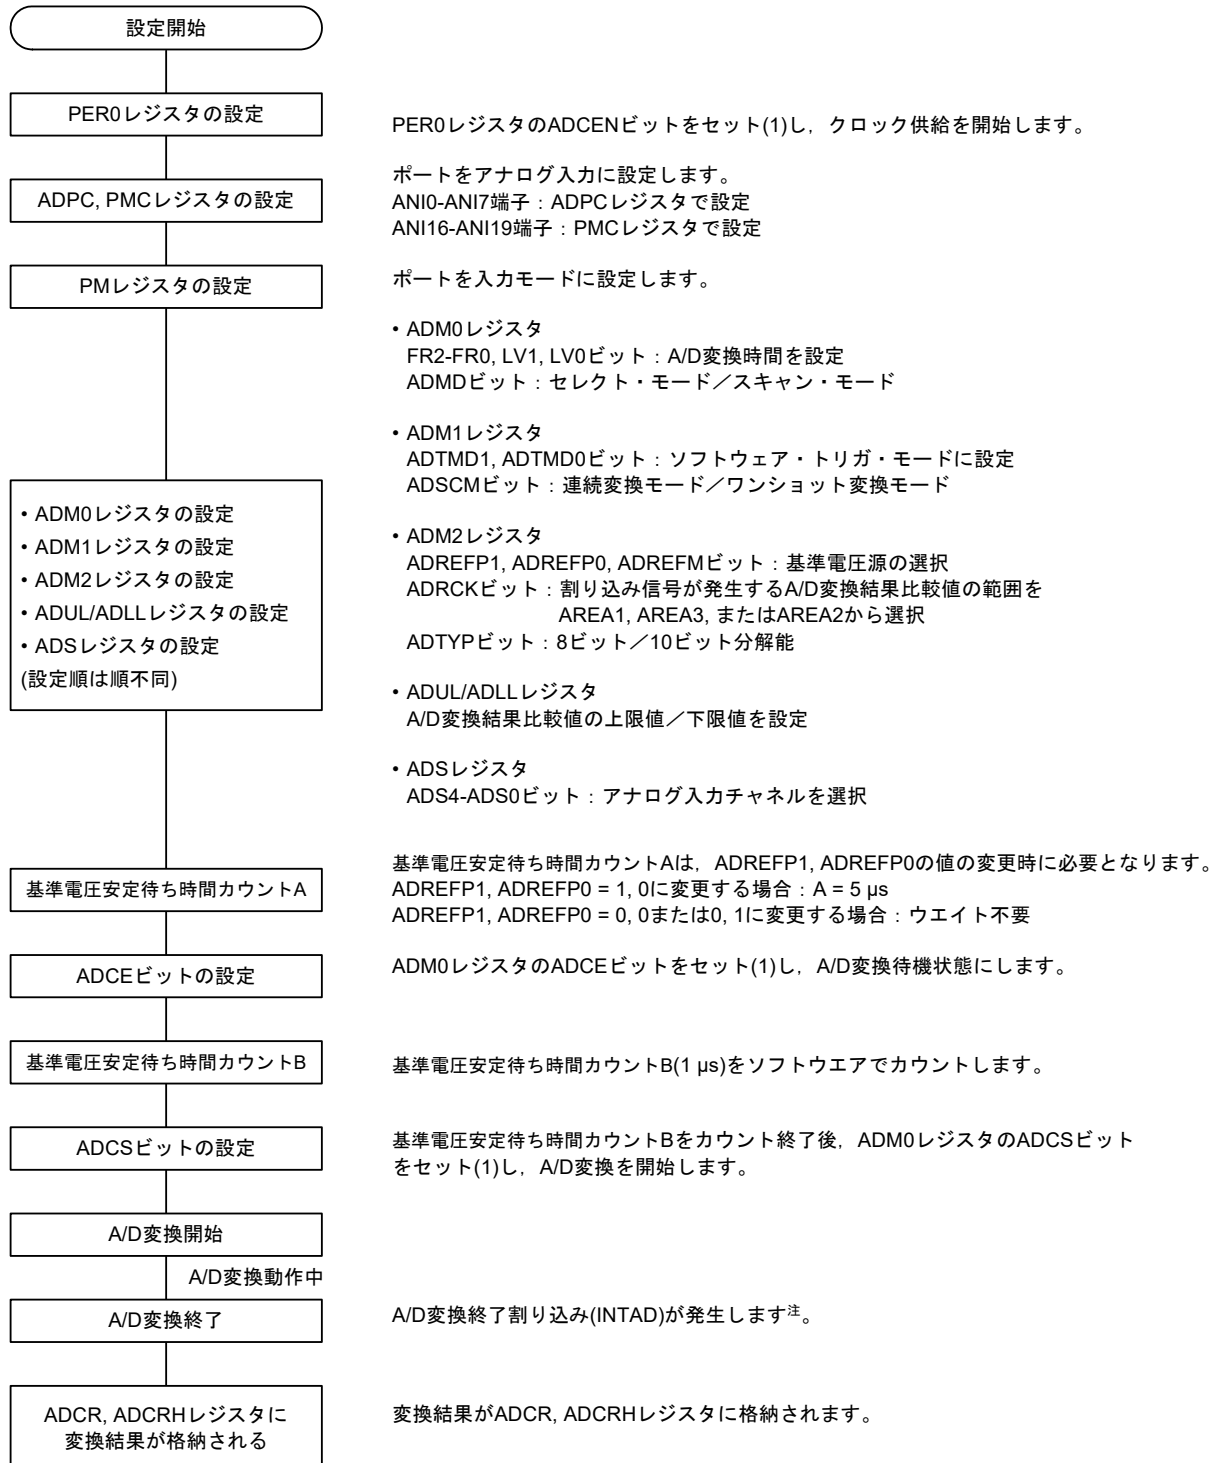 設定開始
PER0レジスタの設定
PER0レジスタのADCENビットをセット(1)し，クロック供給を開始します。
ADPC, PMCレジスタの設定
ポートをアナログ入力に設定します。
ANI0-ANI7端子：ADPCレジスタで設定
ANI16-ANI19端子：PMCレジスタで設定
PMレジスタの設定
ポートを入力モードに設定します。
• ADM0レジスタの設定
• ADM1レジスタの設定
• ADM2レジスタの設定
• ADUL/ADLLレジスタの設定
• ADSレジスタの設定
(設定順は順不同)
• ADM0レジスタ
FR2-FR0, LV1, LV0ビット：A/D変換時間を設定
ADMDビット：セレクト・モード／スキャン・モード
• ADM1レジスタ
ADTMD1, ADTMD0ビット：ソフトウェア・トリガ・モードに設定
ADSCMビット：連続変換モード／ワンショット変換モード
• ADM2レジスタ
ADREFP1, ADREFP0, ADREFMビット：基準電圧源の選択
ADRCKビット：割り込み信号が発生するA/D変換結果比較値の範囲を
AREA1, AREA3, またはAREA2から選択
ADTYPビット：8ビット／10ビット分解能
• ADUL/ADLLレジスタ
A/D変換結果比較値の上限値／下限値を設定
• ADSレジスタ
ADS4-ADS0ビット：アナログ入力チャネルを選択
基準電圧安定待ち時間カウントA
基準電圧安定待ち時間カウントAは，ADREFP1, ADREFP0の値の変更時に必要となります。
ADREFP1, ADREFP0 = 1, 0に変更する場合：A = 5 µs
ADREFP1, ADREFP0 = 0, 0または0, 1に変更する場合：ウエイト不要
ADCEビットの設定
ADM0レジスタのADCEビットをセット(1)し，A/D変換待機状態にします。
基準電圧安定待ち時間カウントB
基準電圧安定待ち時間カウントB(1 µs)をソフトウエアでカウントします。
ADCSビットの設定
基準電圧安定待ち時間カウントBをカウント終了後，ADM0レジスタのADCSビット
をセット(1)し，A/D変換を開始します。
A/D変換開始
A/D変換動作中
A/D変換終了
A/D変換終了割り込み(INTAD)が発生します注。
ADCR, ADCRHレジスタに
変換結果が格納される
変換結果がADCR, ADCRHレジスタに格納されます。